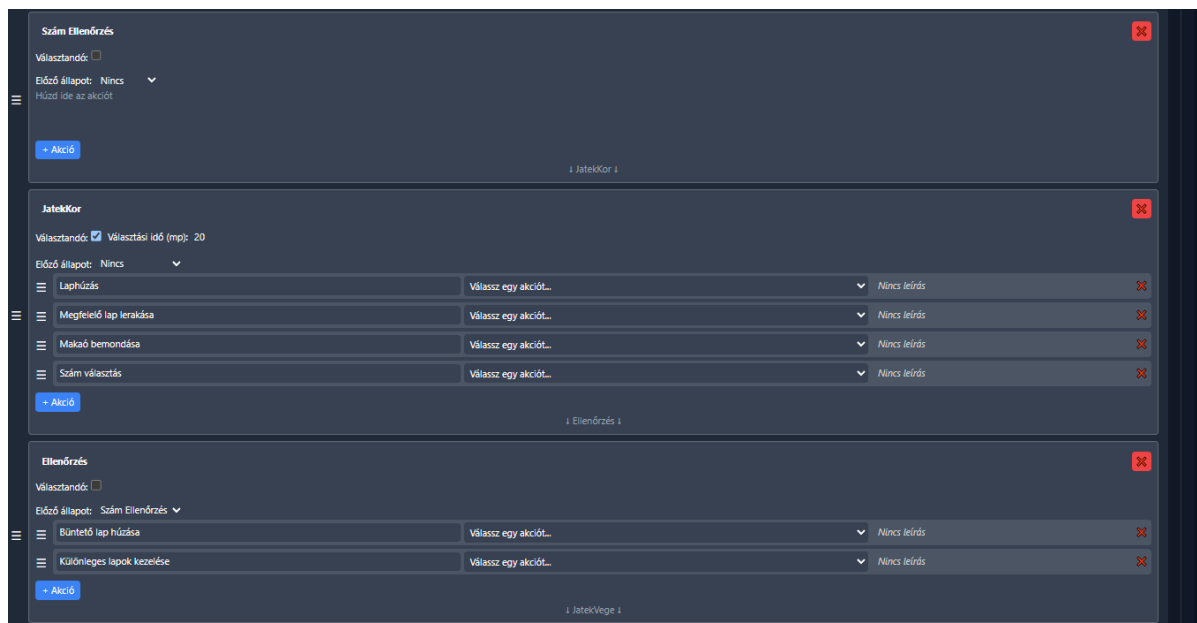 Szám Ellenőrzés
Választandó:
Előző állapot: Nincs
Húzd ide az akciót
+ Akció
↓ JatekKor ↓
JatekKor
Választandó: Választási idő (mp): 20
Előző állapot: Nincs
Laphúzás Válassz egy akciót... Nincs leírás
Megfelelő lap lerakása Válassz egy akciót... Nincs leírás
Makaó bemondása Válassz egy akciót... Nincs leírás
Szám választás Válassz egy akciót... Nincs leírás
+ Akció
↓ Ellenőrzés ↓
Ellenőrzés
Választandó:
Előző állapot: Szám Ellenőrzés
Büntető lap húzása Válassz egy akciót... Nincs leírás
Különleges lapok kezelése Válassz egy akciót... Nincs leírás
+ Akció
↓ JatekVege ↓